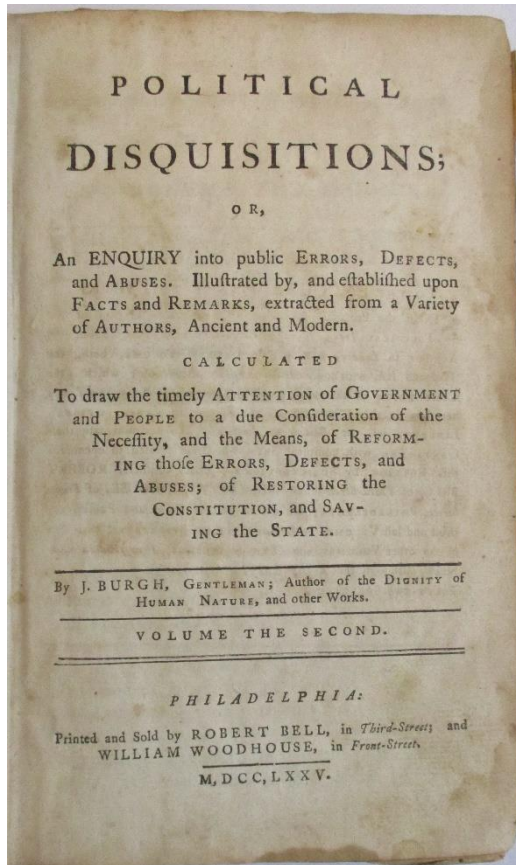 POLITICAL
DISQUISITIONS;
OR,
An ENQUIRY into public ERRORS, DEFECTS,
and ABUSES. Illuſtrated by, and eſtabliſhed upon
FACTS and REMARKS, extracted from a Variety
of AUTHORS, Ancient and Modern.
CALCULATED
To draw the timely ATTENTION of GOVERNMENT
and PEOPLE to a due Conſideration of the
Neceſſity, and the Means, of REFORM-
ING thoſe ERRORS, DEFECTS, and
ABUSES; of RESTORING the
CONSTITUTION, and SAV-
ING the STATE.
By J. BURGH, GENTLEMAN; Author of the DIGNITY of
HUMAN NATURE, and other Works.
VOLUME THE SECOND.
PHILADELPHIA:
Printed and Sold by ROBERT BELL, in Third-Street; and
WILLIAM WOODHOUSE, in Front-Street.
M,DCC,LXXV.